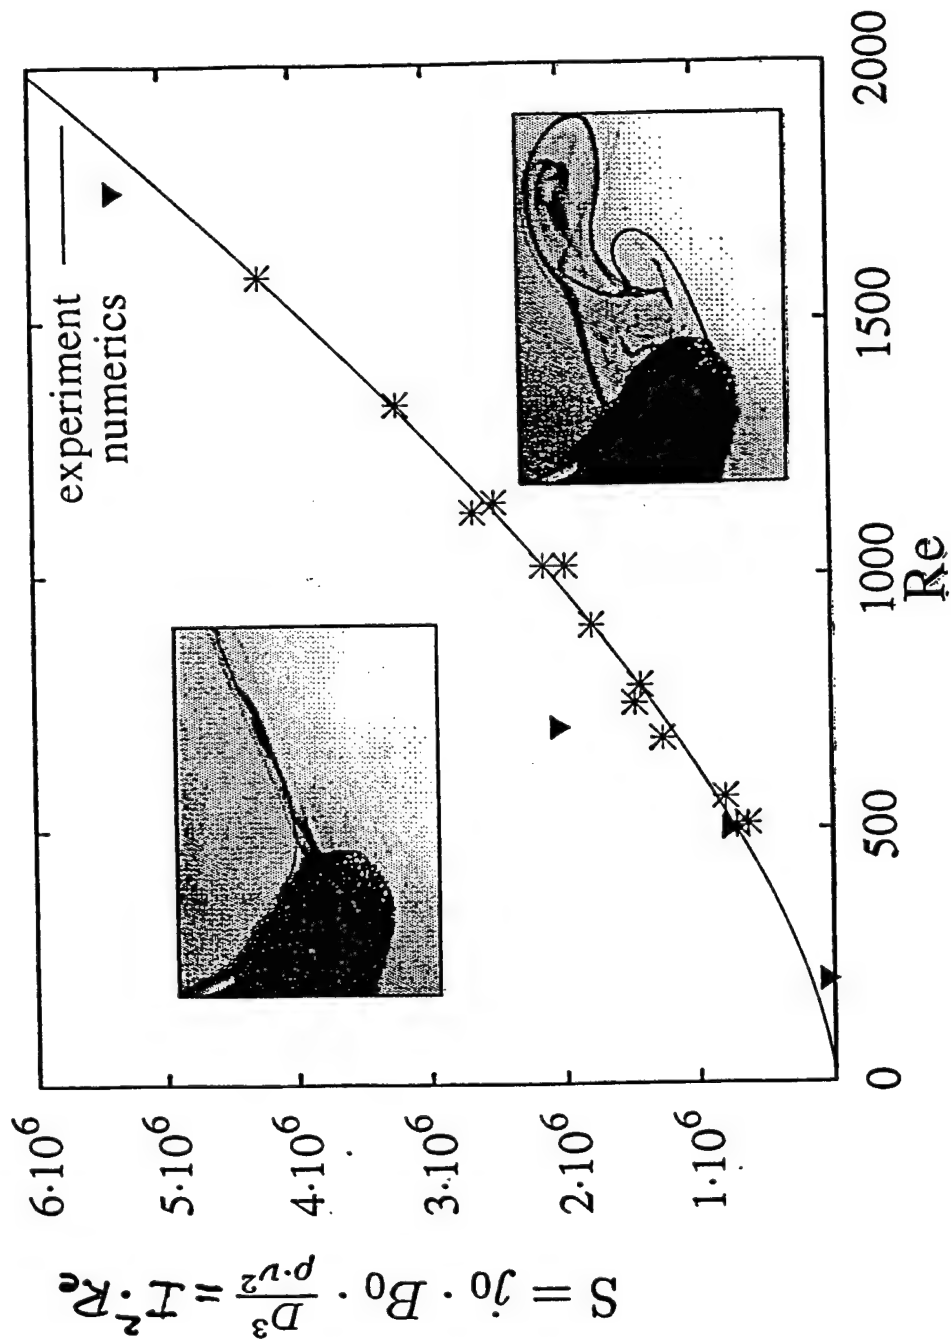 S = j₀ · B₀ · D³/ρ·ν² = I²·Re
6·10⁶
5·10⁶
4·10⁶
3·10⁶
2·10⁶
1·10⁶
experiment
numerics
0
500
1000
1500
2000
Re